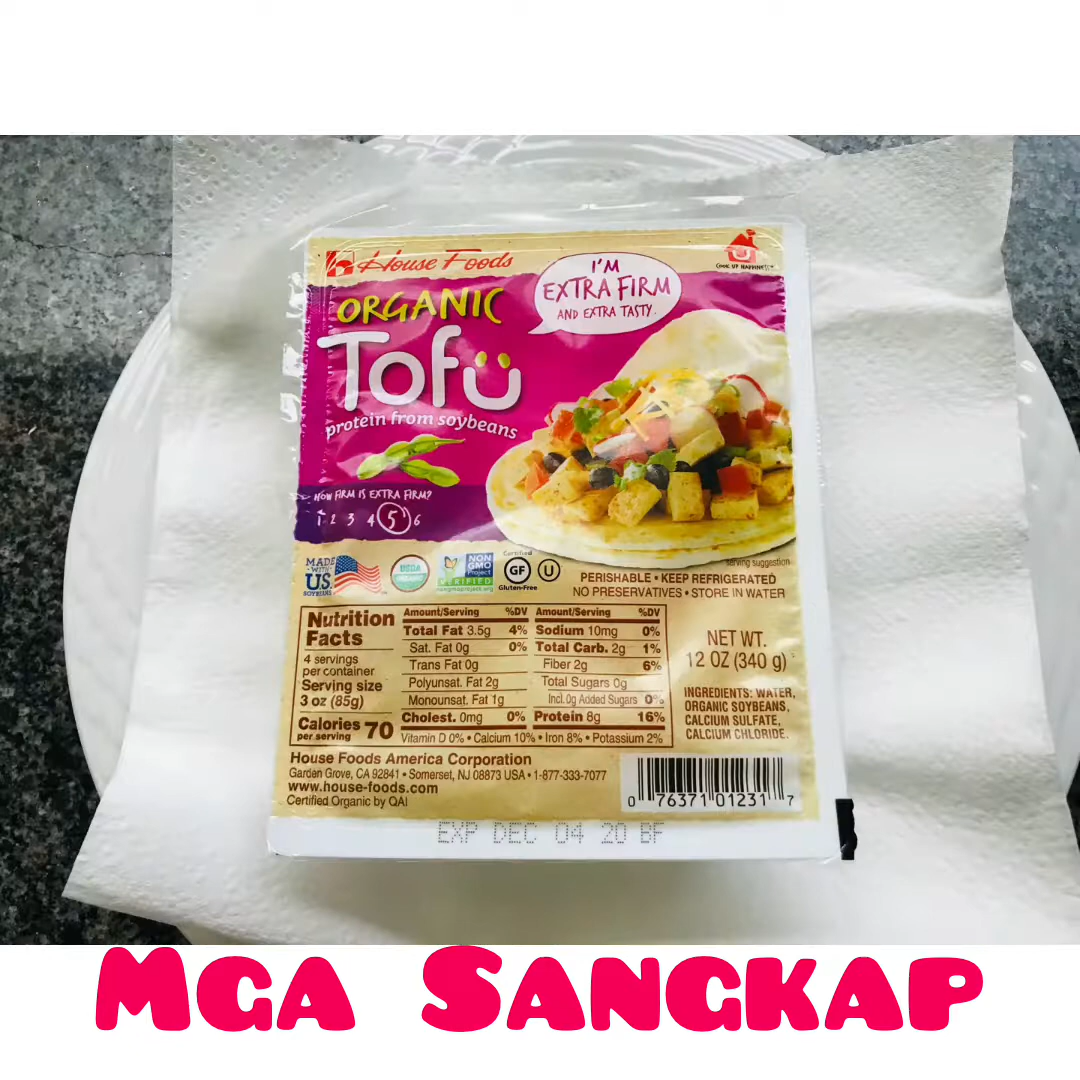 House Foods
COOK UP HAPPINESS
ORGANIC
Tofu
protein from soybeans
I'M
EXTRA FIRM
AND EXTRA TASTY.
HOW FIRM IS EXTRA FIRM?
1 2 3 4 5 6
serving suggestion
MADE
WITH
U.S.
SOYBEANS
USDA
ORGANIC
NON
GMO
Project
VERIFIED
nongmoproject.org
Certified
GF
Gluten-Free
U
PERISHABLE • KEEP REFRIGERATED
NO PRESERVATIVES • STORE IN WATER
Nutrition
Facts
4 servings
per container
Serving size
3 oz (85g)
Calories 70
per serving
Amount/Serving %DV
Total Fat 3.5g 4%
Sat. Fat 0g 0%
Trans Fat 0g
Polyunsat. Fat 2g
Monounsat. Fat 1g
Cholest. 0mg 0%
Amount/Serving %DV
Sodium 10mg 0%
Total Carb. 2g 1%
Fiber 2g 6%
Total Sugars 0g
Incl. 0g Added Sugars 0%
Protein 8g 16%
Vitamin D 0% • Calcium 10% • Iron 8% • Potassium 2%
NET WT.
12 OZ (340 g)
INGREDIENTS: WATER,
ORGANIC SOYBEANS,
CALCIUM SULFATE,
CALCIUM CHLORIDE.
House Foods America Corporation
Garden Grove, CA 92841 • Somerset, NJ 08873 USA • 1-877-333-7077
www.house-foods.com
Certified Organic by QAI
0 76371 01231 7
EXP DEC 04 20 BF
MGA SANGKAP